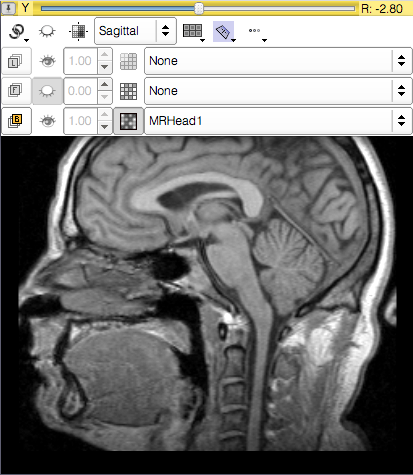 Y R: -2.80
Sagittal
L 1.00 None
F 0.00 None
B 1.00 MRHead1